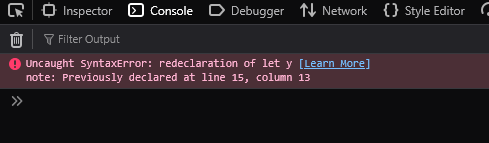 Inspector Console Debugger Network Style Editor
Filter Output
Uncaught SyntaxError: redeclaration of let y [Learn More]
note: Previously declared at line 15, column 13
»